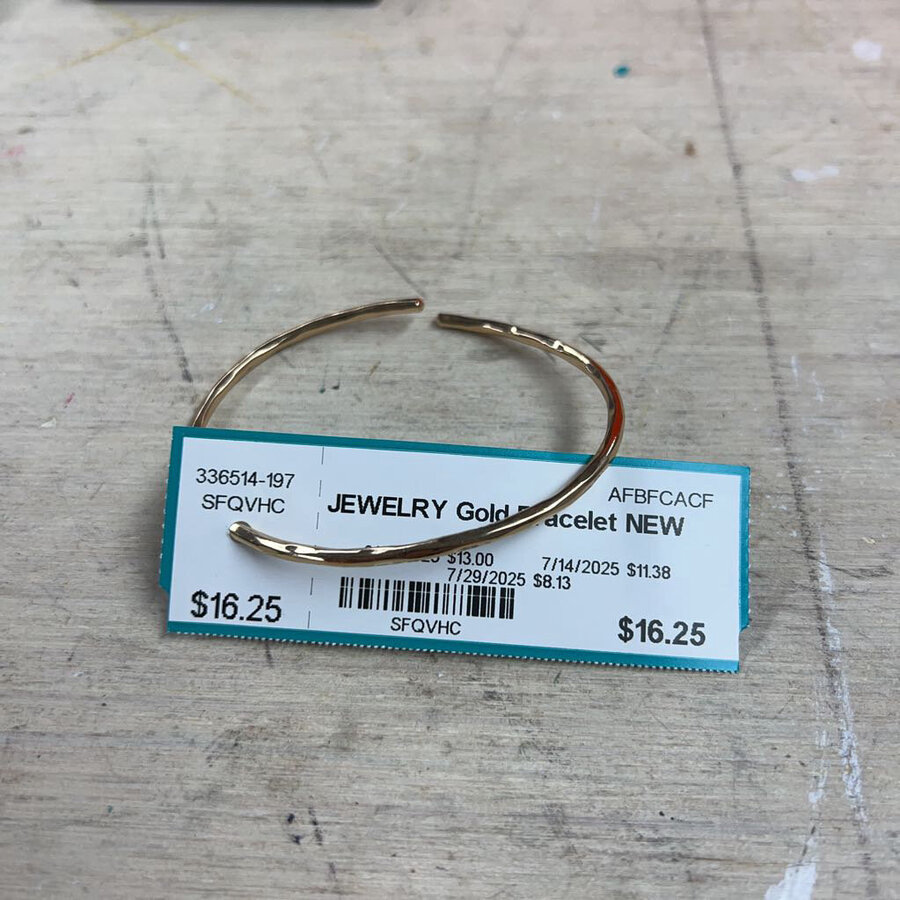 336514-197
SFQVHC
$16.25
AFBFCACF
JEWELRY Gold Bracelet NEW
$13.00 7/14/2025 $11.38
7/29/2025 $8.13
SFQVHC
$16.25